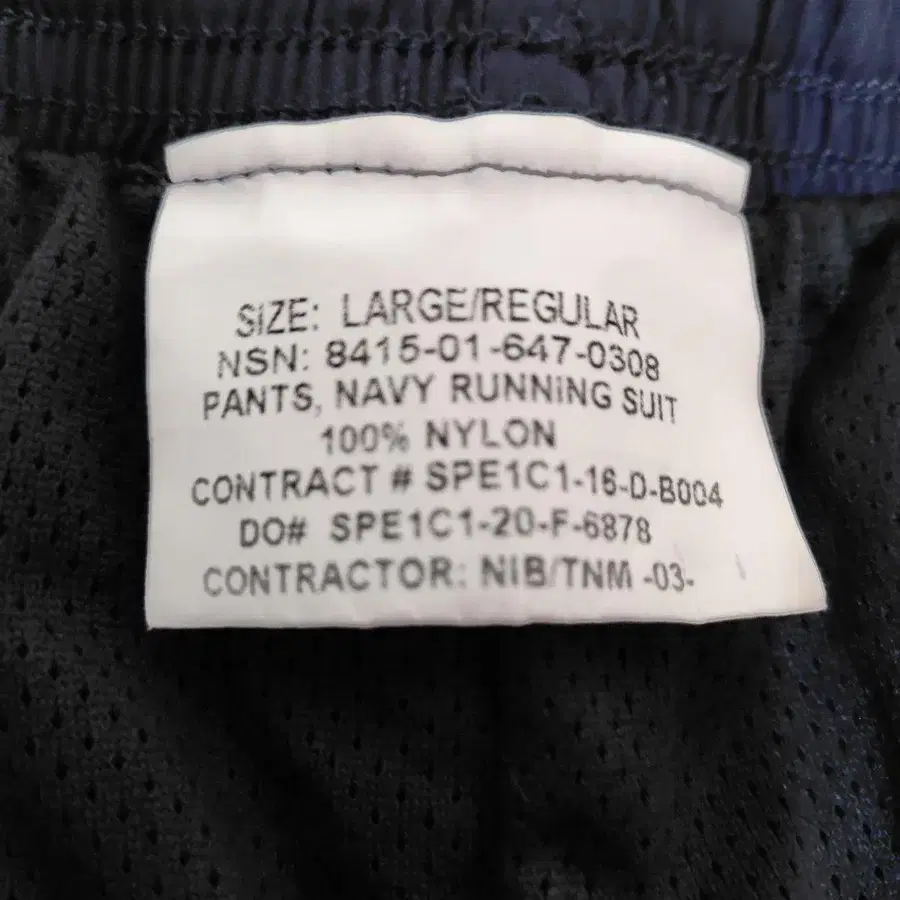 SIZE: LARGE/REGULAR
NSN: 8415-01-647-0308
PANTS, NAVY RUNNING SUIT
100% NYLON
CONTRACT # SPE1C1-16-D-B004
DO# SPE1C1-20-F-6878
CONTRACTOR: NIB/TNM -03-